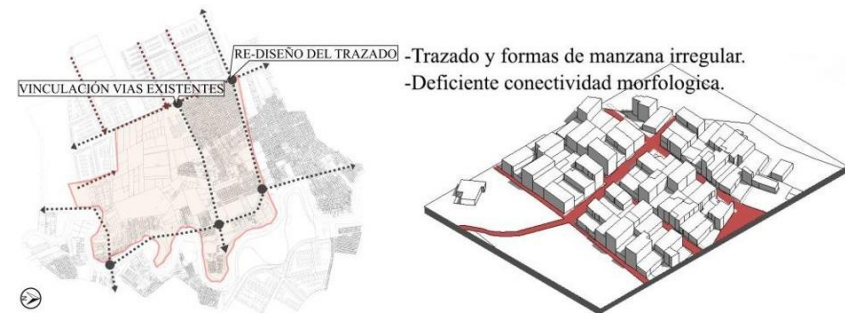 RE-DISEÑO DEL TRAZADO
VINCULACIÓN VIAS EXISTENTES
-Trazado y formas de manzana irregular.
-Deficiente conectividad morfologica.